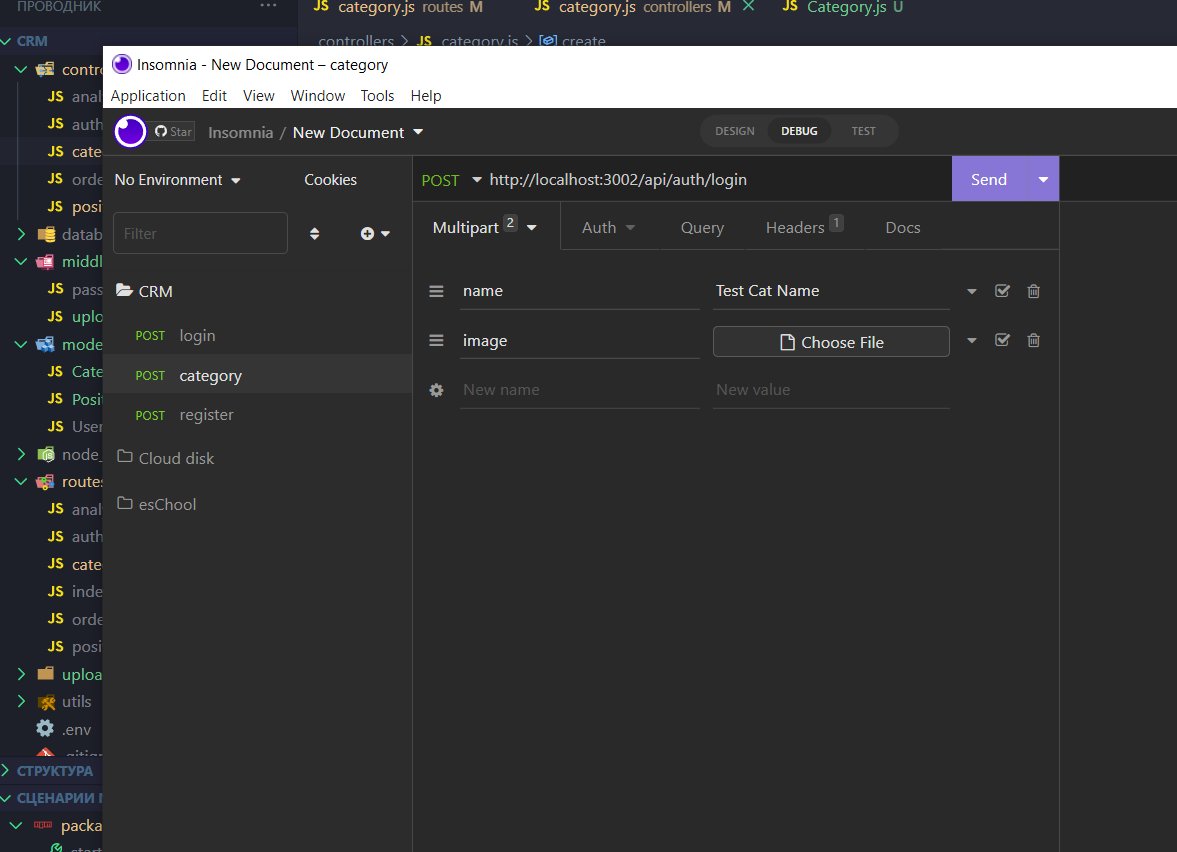 ПРОВОДНИК ···
JS category.js routes M JS category.js controllers M JS Category.js U
CRM
controllers > JS category.js > create
Insomnia - New Document – category
Application Edit View Window Tools Help
Star Insomnia / New Document
DESIGN DEBUG TEST
No Environment Cookies
POST http://localhost:3002/api/auth/login Send
Filter
Multipart 2 Auth Query Headers 1 Docs
CRM
POST login
POST category
POST register
Cloud disk
esChool
name Test Cat Name
image Choose File
New name New value
contro
JS anal
JS auth
JS cate
JS orde
JS posi
datab
middl
JS pass
JS uplo
mode
JS Cate
JS Posit
JS User
node_
routes
JS anal
JS auth
JS cate
JS inde
JS orde
JS posi
uploa
utils
.env
.gitig
СТРУКТУРА
СЦЕНАРИИ
packa
start